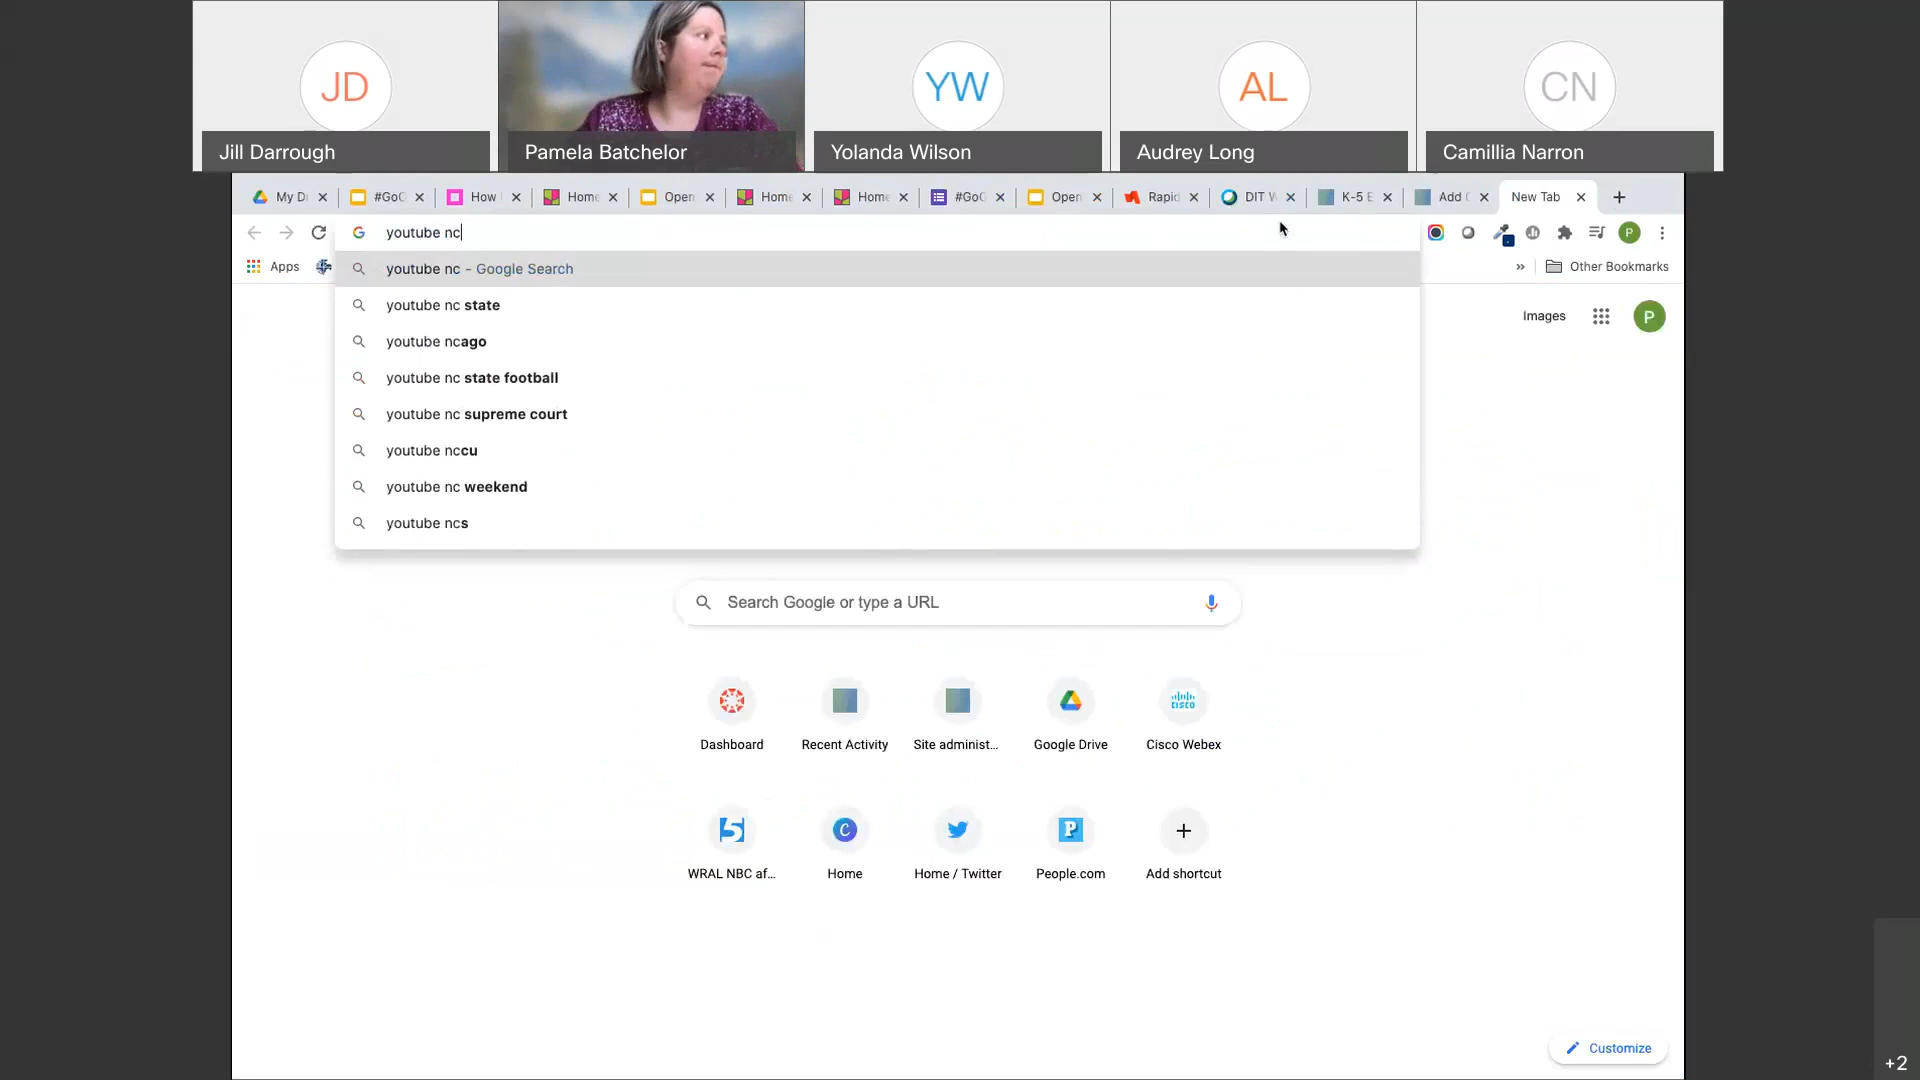 JD
YW
AL
CN
Jill Darrough
Pamela Batchelor
Yolanda Wilson
Audrey Long
Camillia Narron
My D
#GoO
How
Home
Open
Home
Home
#GoO
Open
Rapid
DIT W
K-5 E
Add
New Tab
youtube nc
P
Apps
Other Bookmarks
youtube nc - Google Search
youtube nc state
youtube ncago
youtube nc state football
youtube nc supreme court
youtube nccu
youtube nc weekend
youtube ncs
Images
P
Search Google or type a URL
CISCO
Dashboard
Recent Activity
Site administ...
Google Drive
Cisco Webex
5
C
P
WRAL NBC af...
Home
Home / Twitter
People.com
Add shortcut
Customize
+2